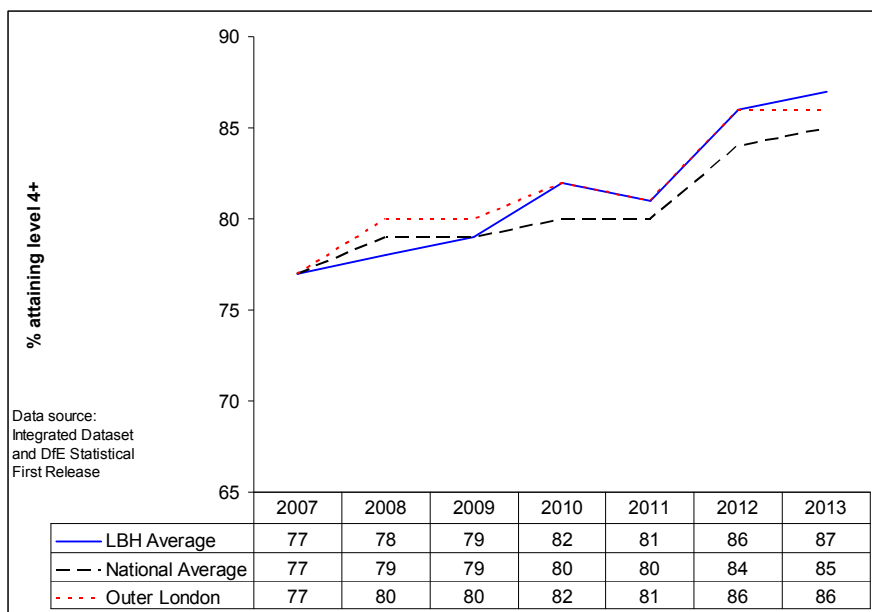 90
85
80
75
70
65
% attaining level 4+
Data source:
Integrated Dataset
and DfE Statistical
First Release
2007 2008 2009 2010 2011 2012 2013
LBH Average 77 78 79 82 81 86 87
National Average 77 79 79 80 80 84 85
Outer London 77 80 80 82 81 86 86